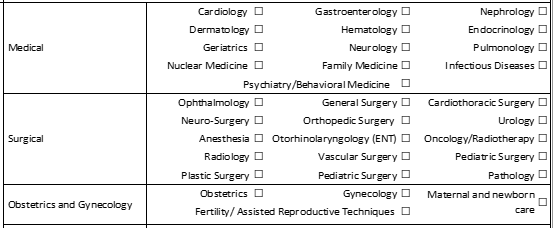 Cardiology ☐ Gastroenterology ☐ Nephrology ☐
Dermatology ☐ Hematology ☐ Endocrinology ☐
Medical Geriatrics ☐ Neurology ☐ Pulmonology ☐
Nuclear Medicine ☐ Family Medicine ☐ Infectious Diseases ☐
Psychiatry/Behavioral Medicine ☐
Ophthalmology ☐ General Surgery ☐ Cardiothoracic Surgery ☐
Neuro-Surgery ☐ Orthopedic Surgery ☐ Urology ☐
Surgical Anesthesia ☐ Otorhinolaryngology (ENT) ☐ Oncology/Radiotherapy ☐
Radiology ☐ Vascular Surgery ☐ Pediatric Surgery ☐
Plastic Surgery ☐ Pediatric Surgery ☐ Pathology ☐
Obstetrics and Gynecology Obstetrics ☐ Gynecology ☐ Maternal and newborn care ☐
Fertility/ Assisted Reproductive Techniques ☐